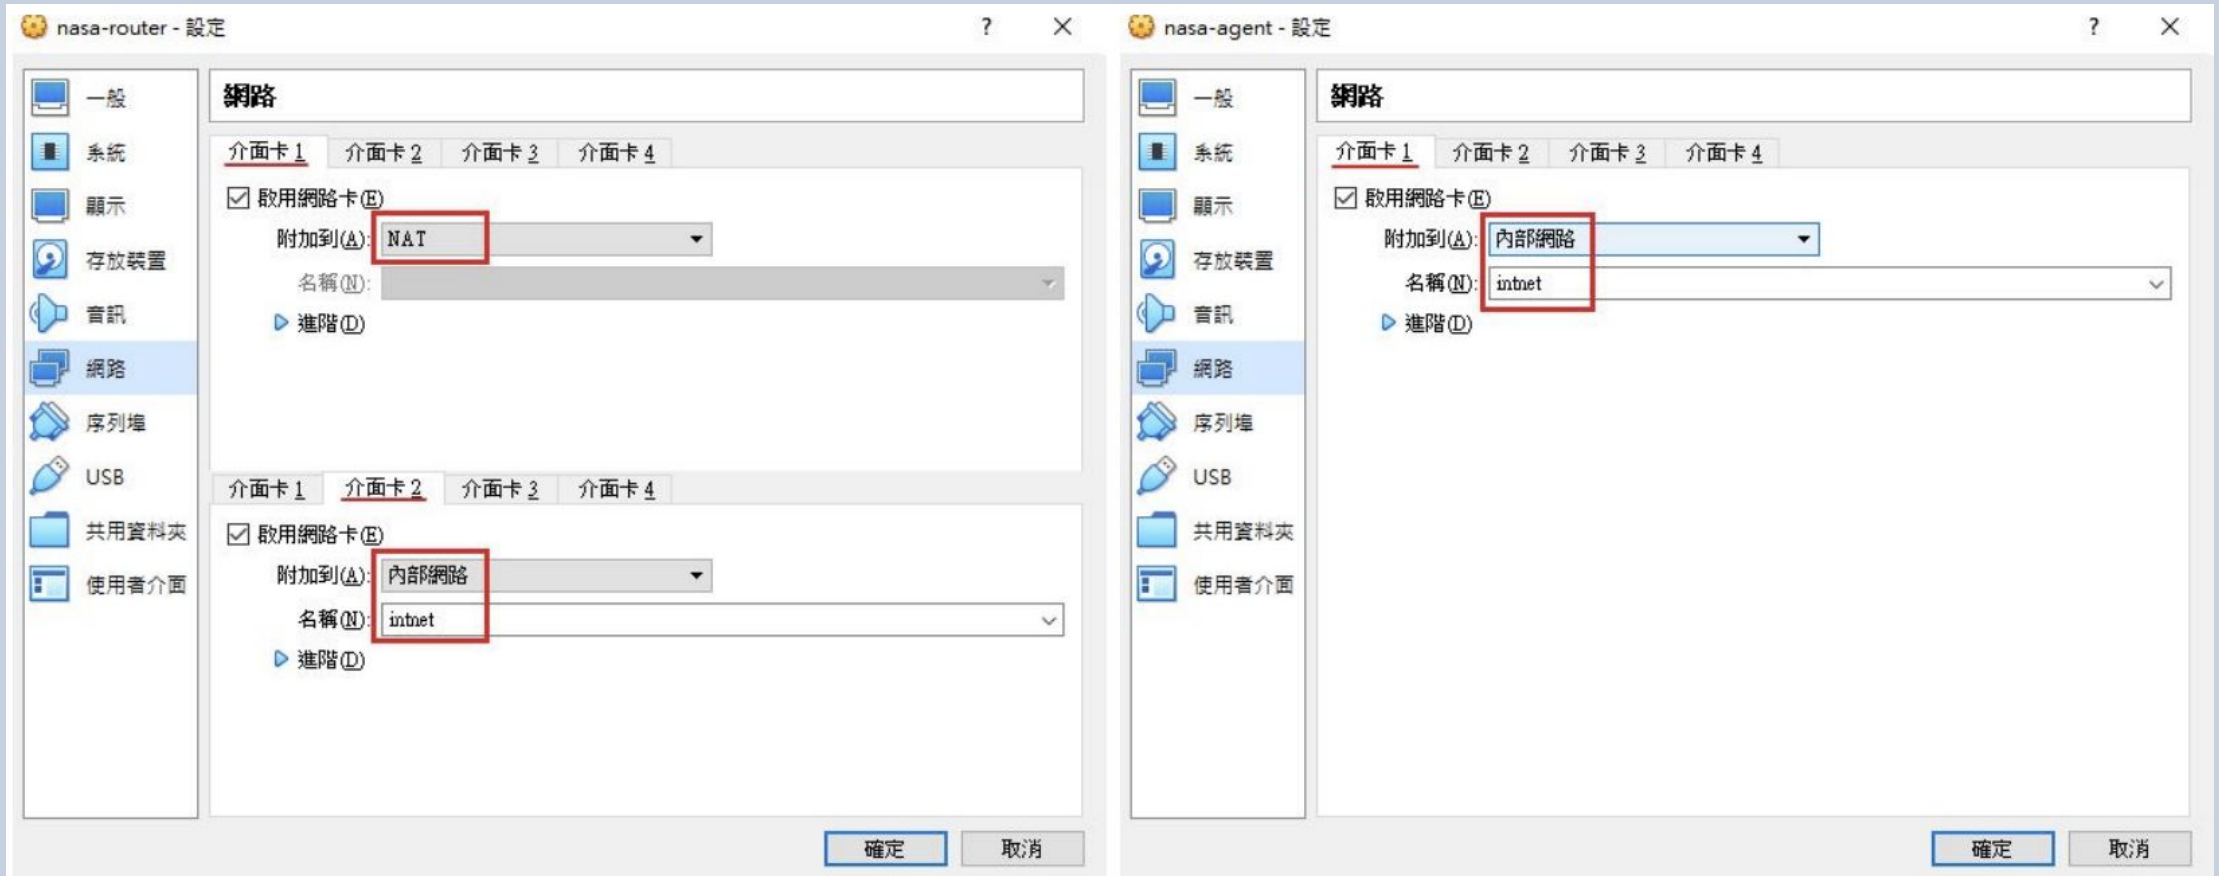 nasa-router - 設定
?
一般
系統
顯示
存放裝置
音訊
網路
序列埠
USB
共用資料夾
使用者介面
網路
介面卡 1 介面卡 2 介面卡 3 介面卡 4
啟用網路卡(E)
附加到(A): NAT
名稱(N):
進階(D)
介面卡 1 介面卡 2 介面卡 3 介面卡 4
啟用網路卡(E)
附加到(A): 內部網路
名稱(N): intnet
進階(D)
確定 取消
nasa-agent - 設定
?
一般
系統
顯示
存放裝置
音訊
網路
序列埠
USB
共用資料夾
使用者介面
網路
介面卡 1 介面卡 2 介面卡 3 介面卡 4
啟用網路卡(E)
附加到(A): 內部網路
名稱(N): intnet
進階(D)
確定 取消